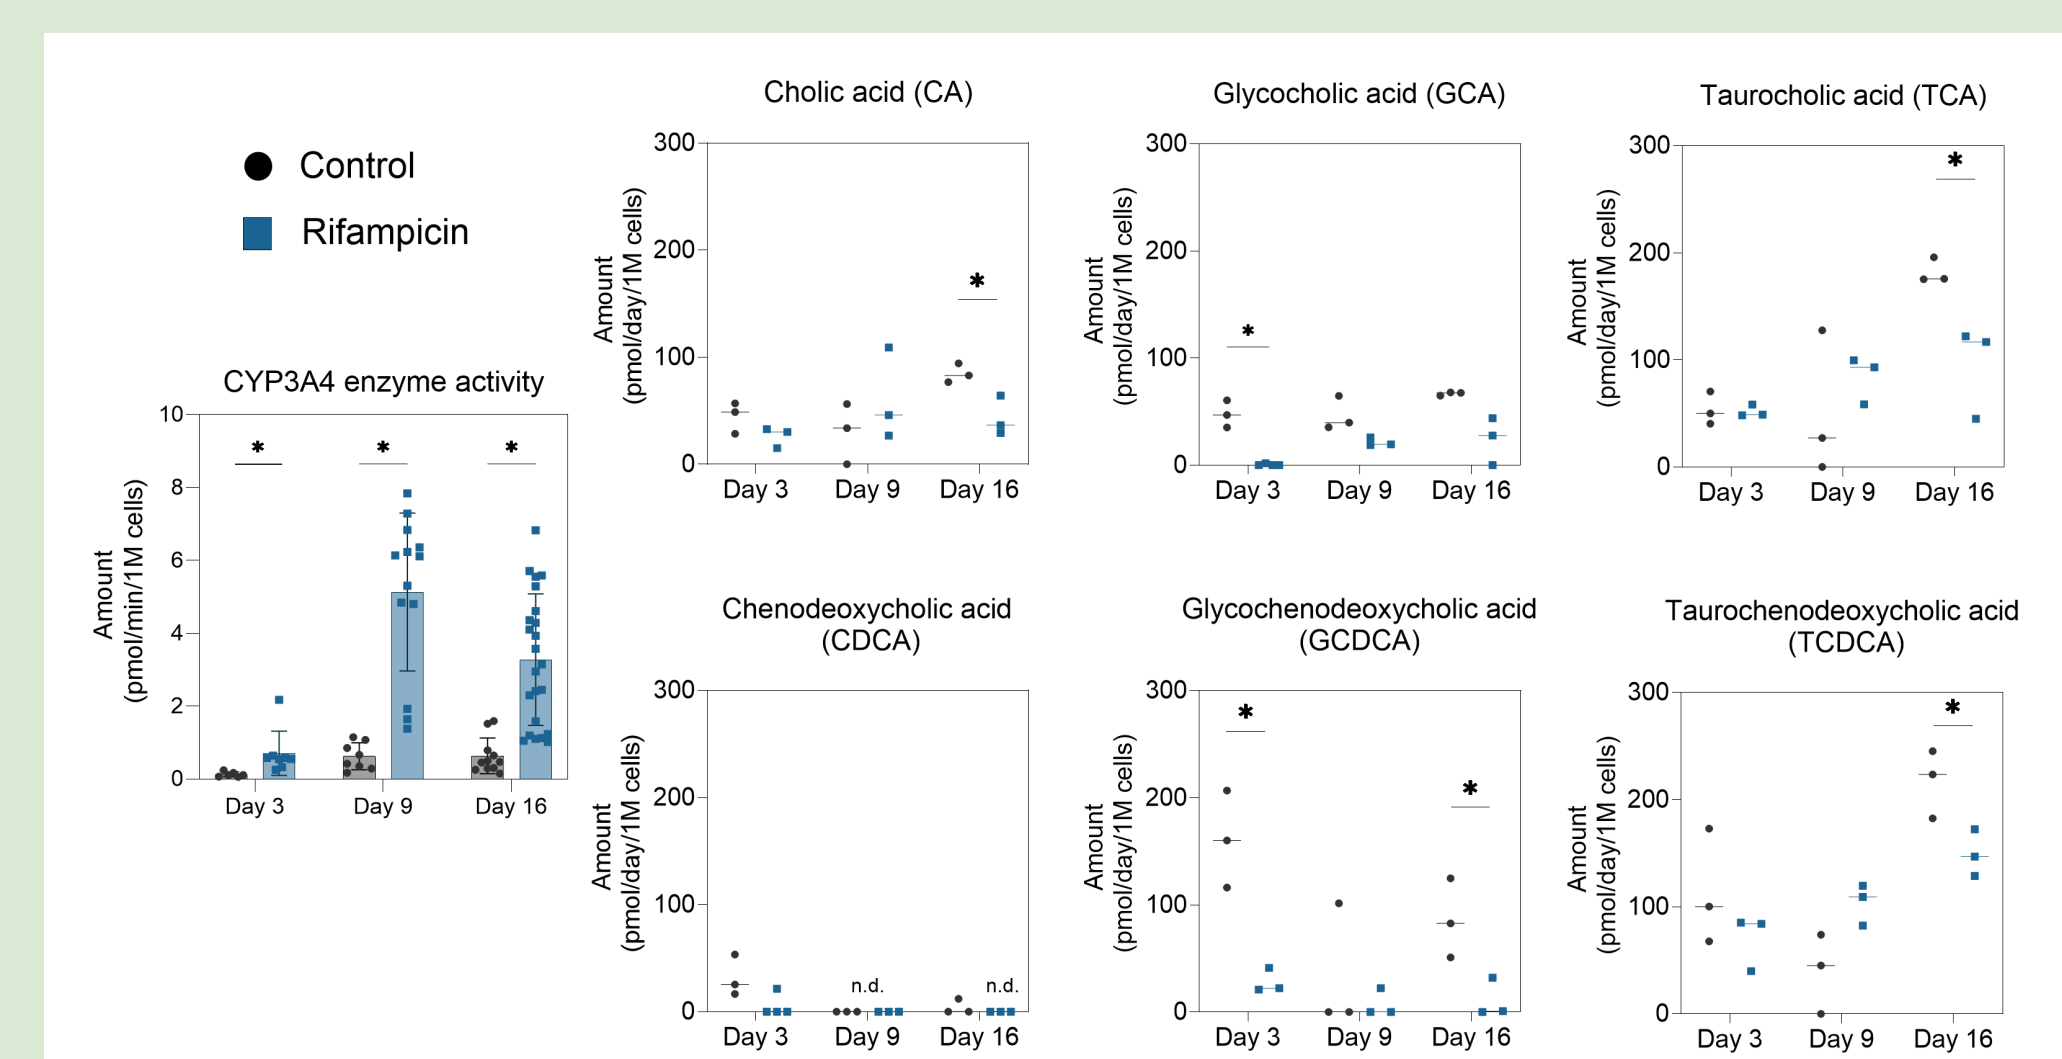 Control
Rifampicin
CYP3A4 enzyme activity
Amount
(pmol/min/1M cells)
10
8
6
4
2
0
*
*
*
Day 3
Day 9
Day 16
Cholic acid (CA)
Amount
(pmol/day/1M cells)
300
200
100
0
*
Day 3
Day 9
Day 16
Glycocholic acid (GCA)
Amount
(pmol/day/1M cells)
300
200
100
0
*
Day 3
Day 9
Day 16
Taurocholic acid (TCA)
Amount
(pmol/day/1M cells)
300
200
100
0
*
Day 3
Day 9
Day 16
Chenodeoxycholic acid
(CDCA)
Amount
(pmol/day/1M cells)
300
200
100
0
n.d.
n.d.
Day 3
Day 9
Day 16
Glycochenodeoxycholic acid
(GCDCA)
Amount
(pmol/day/1M cells)
300
200
100
0
*
*
Day 3
Day 9
Day 16
Taurochenodeoxycholic acid
(TCDCA)
Amount
(pmol/day/1M cells)
300
200
100
0
*
Day 3
Day 9
Day 16